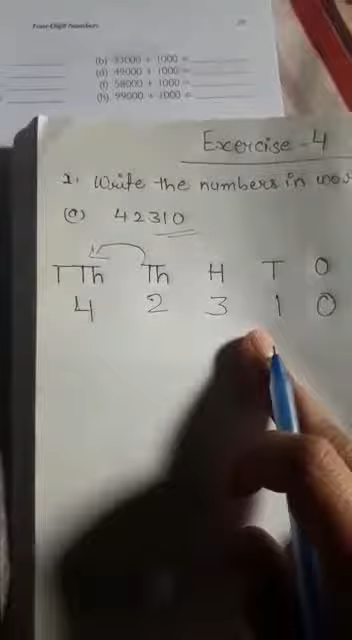 Four-Digit Numbers
(b) 33000 + 1000 =
(d) 49000 + 1000 =
(f) 58000 + 1000 =
(h) 99000 + 1000 =
Exercise-4
1. Write the numbers in
(a) 42310
TTh Th H T O
4 2 3 1 0